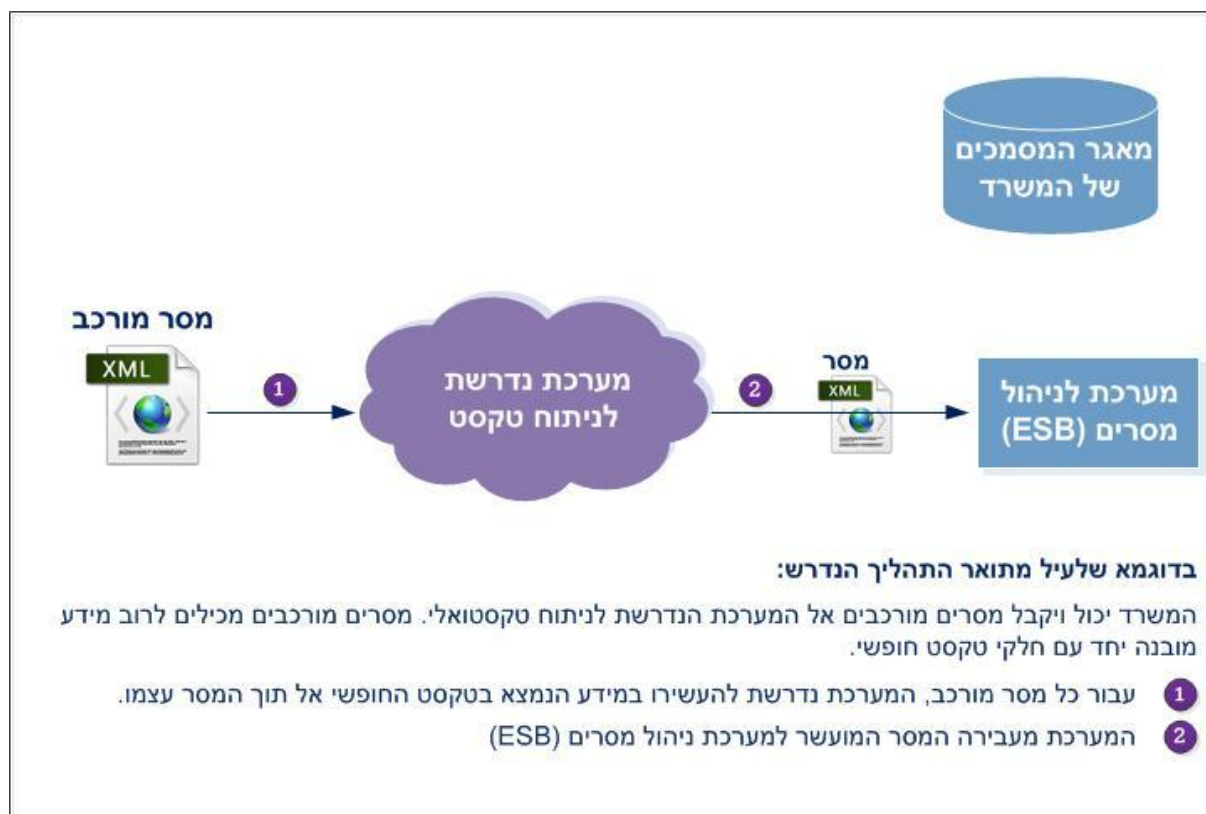 מאגר המסמכים
של המשרד
מסר מורכב
XML
1
מערכת נדרשת
לניתוח טקסט
2
מסר
XML
מערכת לניהול
מסרים (ESB)
בדוגמא שלעיל מתואר התהליך הנדרש:
המשרד יכול ויקבל מסרים מורכבים אל המערכת הנדרשת לניתוח טקסטואלי. מסרים מורכבים מכילים לרוב מידע
מובנה יחד עם חלקי טקסט חופשי.
1 עבור כל מסר מורכב, המערכת נדרשת להעשירו במידע הנמצא בטקסט החופשי אל תוך המסר עצמו.
2 המערכת מעבירה המסר המועשר למערכת ניהול מסרים (ESB)